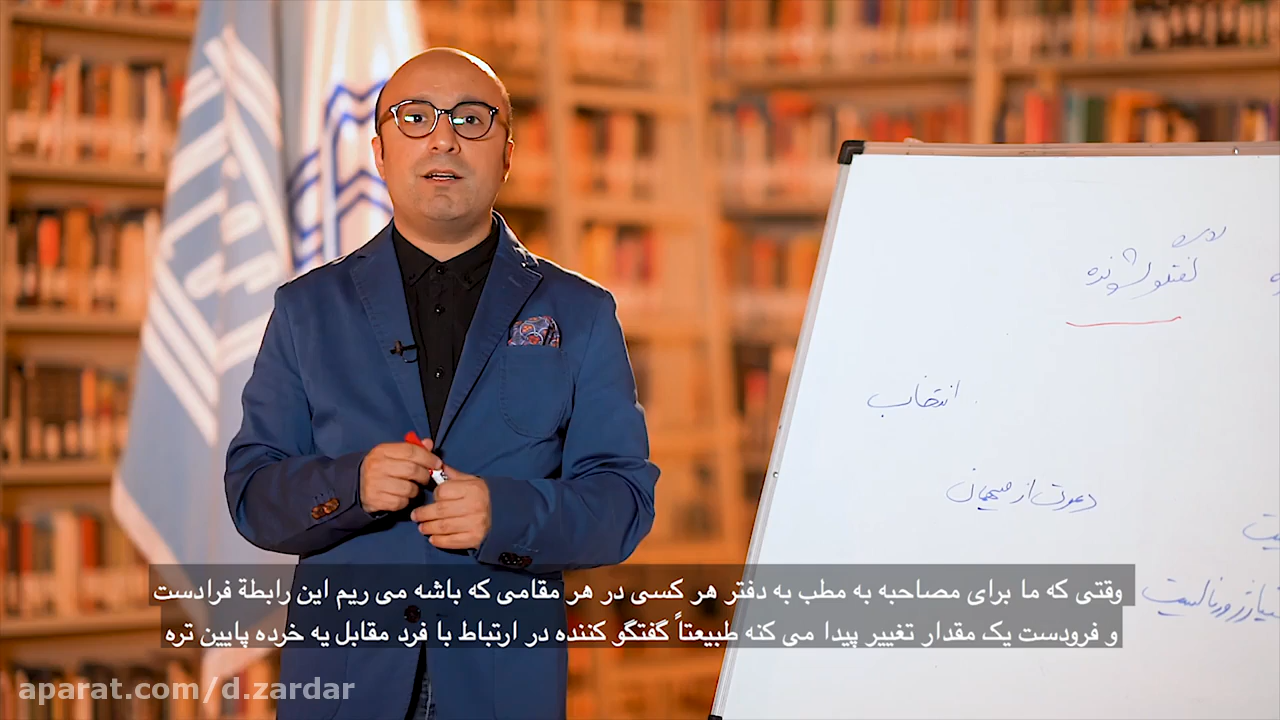 گفتگو شونده
انتخاب
دعوت از میهمان
وقتی که ما برای مصاحبه به مطب به دفتر هر کسی در هر مقامی که باشه می ریم این رابطة فرادست
و فرودست یک مقدار تغییر پیدا می کنه طبیعتاً گفتگو کننده در ارتباط با فرد مقابل یه خرده پایین تره
aparat.com/d.zardar